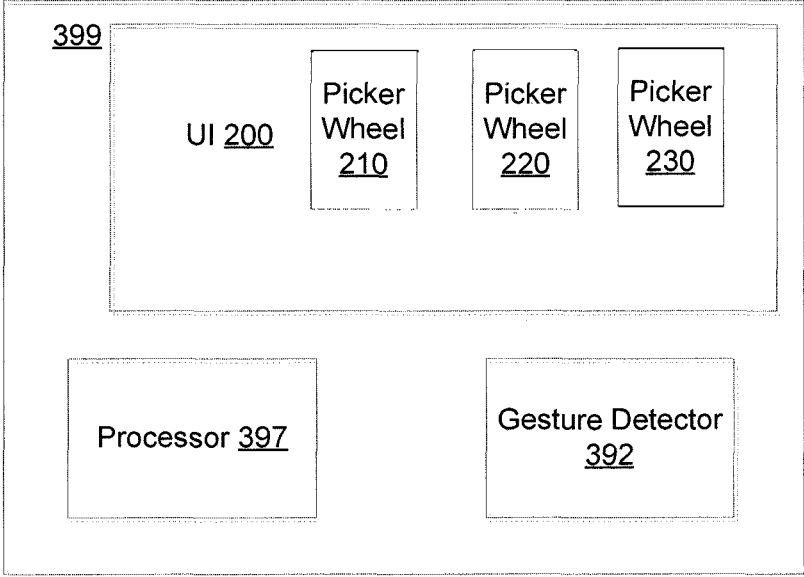 399
UI 200
Picker
Wheel
210
Picker
Wheel
220
Picker
Wheel
230
Processor 397
Gesture Detector
392